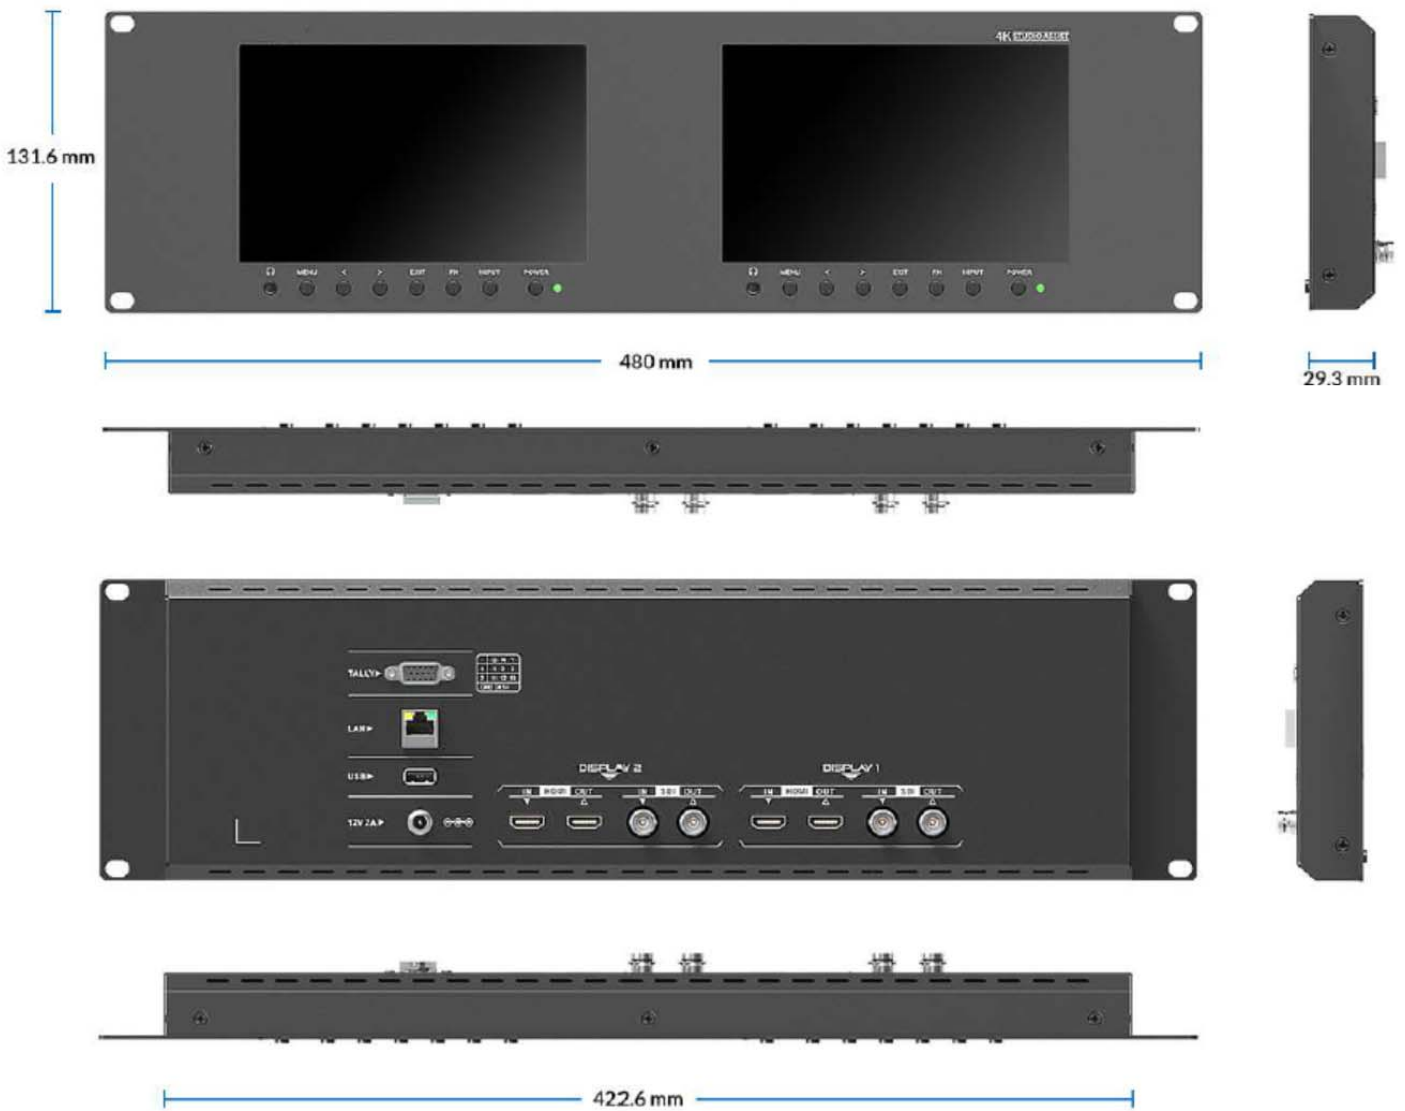 4K STUDIO ASSIST
131.6 mm
MENU < > EXIT FN INPUT POWER
MENU < > EXIT FN INPUT POWER
480 mm
29.3 mm
TALLY▶
LAN▶
USB▶
12V 2A▶
DISPLAY 2
DISPLAY 1
IN HDMI OUT IN SDI OUT
IN HDMI OUT IN SDI OUT
422.6 mm